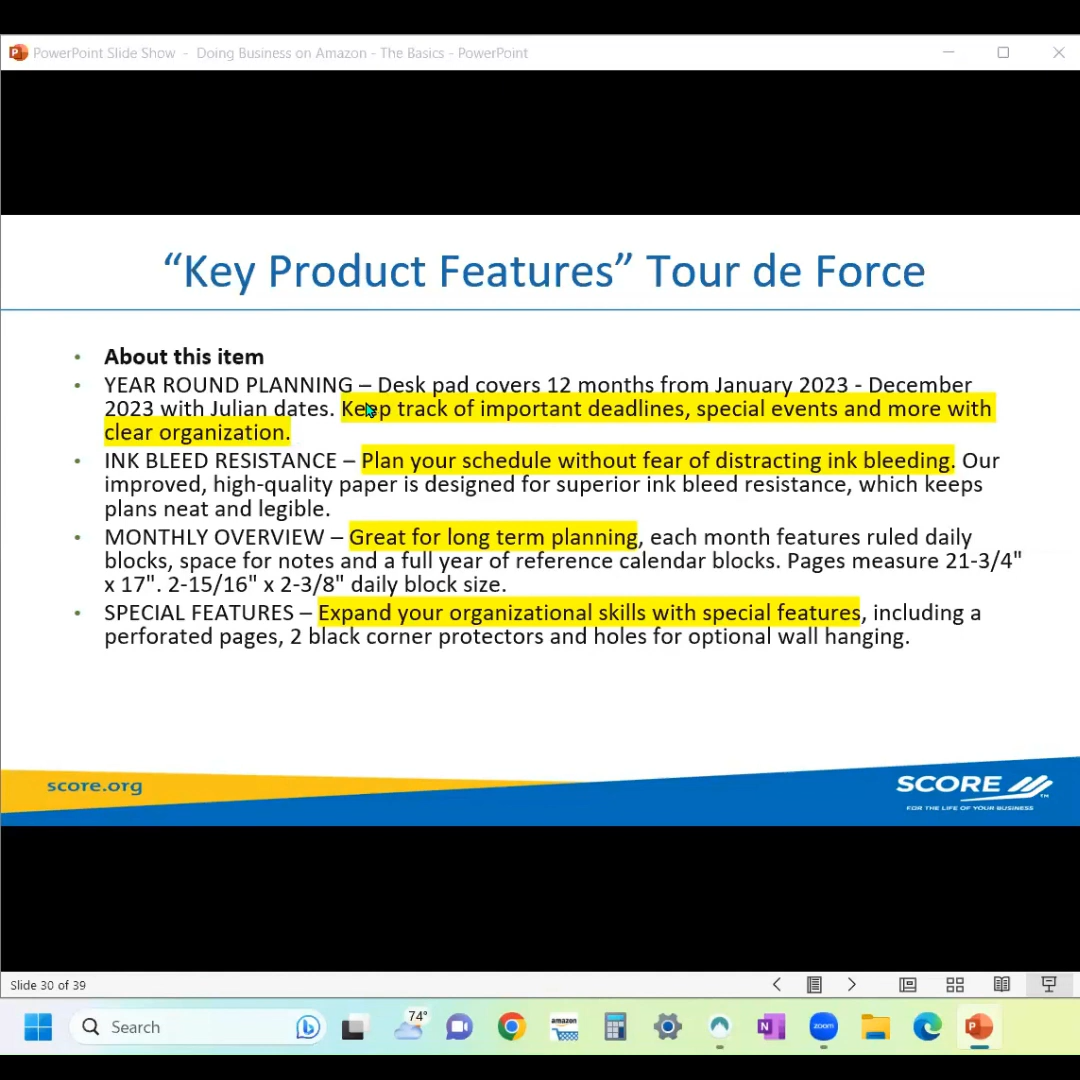 PowerPoint Slide Show - Doing Business on Amazon - The Basics - PowerPoint
“Key Product Features” Tour de Force
• About this item
• YEAR ROUND PLANNING – Desk pad covers 12 months from January 2023 - December
2023 with Julian dates. Keep track of important deadlines, special events and more with
clear organization.
• INK BLEED RESISTANCE – Plan your schedule without fear of distracting ink bleeding. Our
improved, high-quality paper is designed for superior ink bleed resistance, which keeps
plans neat and legible.
• MONTHLY OVERVIEW – Great for long term planning, each month features ruled daily
blocks, space for notes and a full year of reference calendar blocks. Pages measure 21-3/4"
x 17". 2-15/16" x 2-3/8" daily block size.
• SPECIAL FEATURES – Expand your organizational skills with special features, including a
perforated pages, 2 black corner protectors and holes for optional wall hanging.
score.org
SCORE
FOR THE LIFE OF YOUR BUSINESS
Slide 30 of 39
Search
74°
amazon
zoom